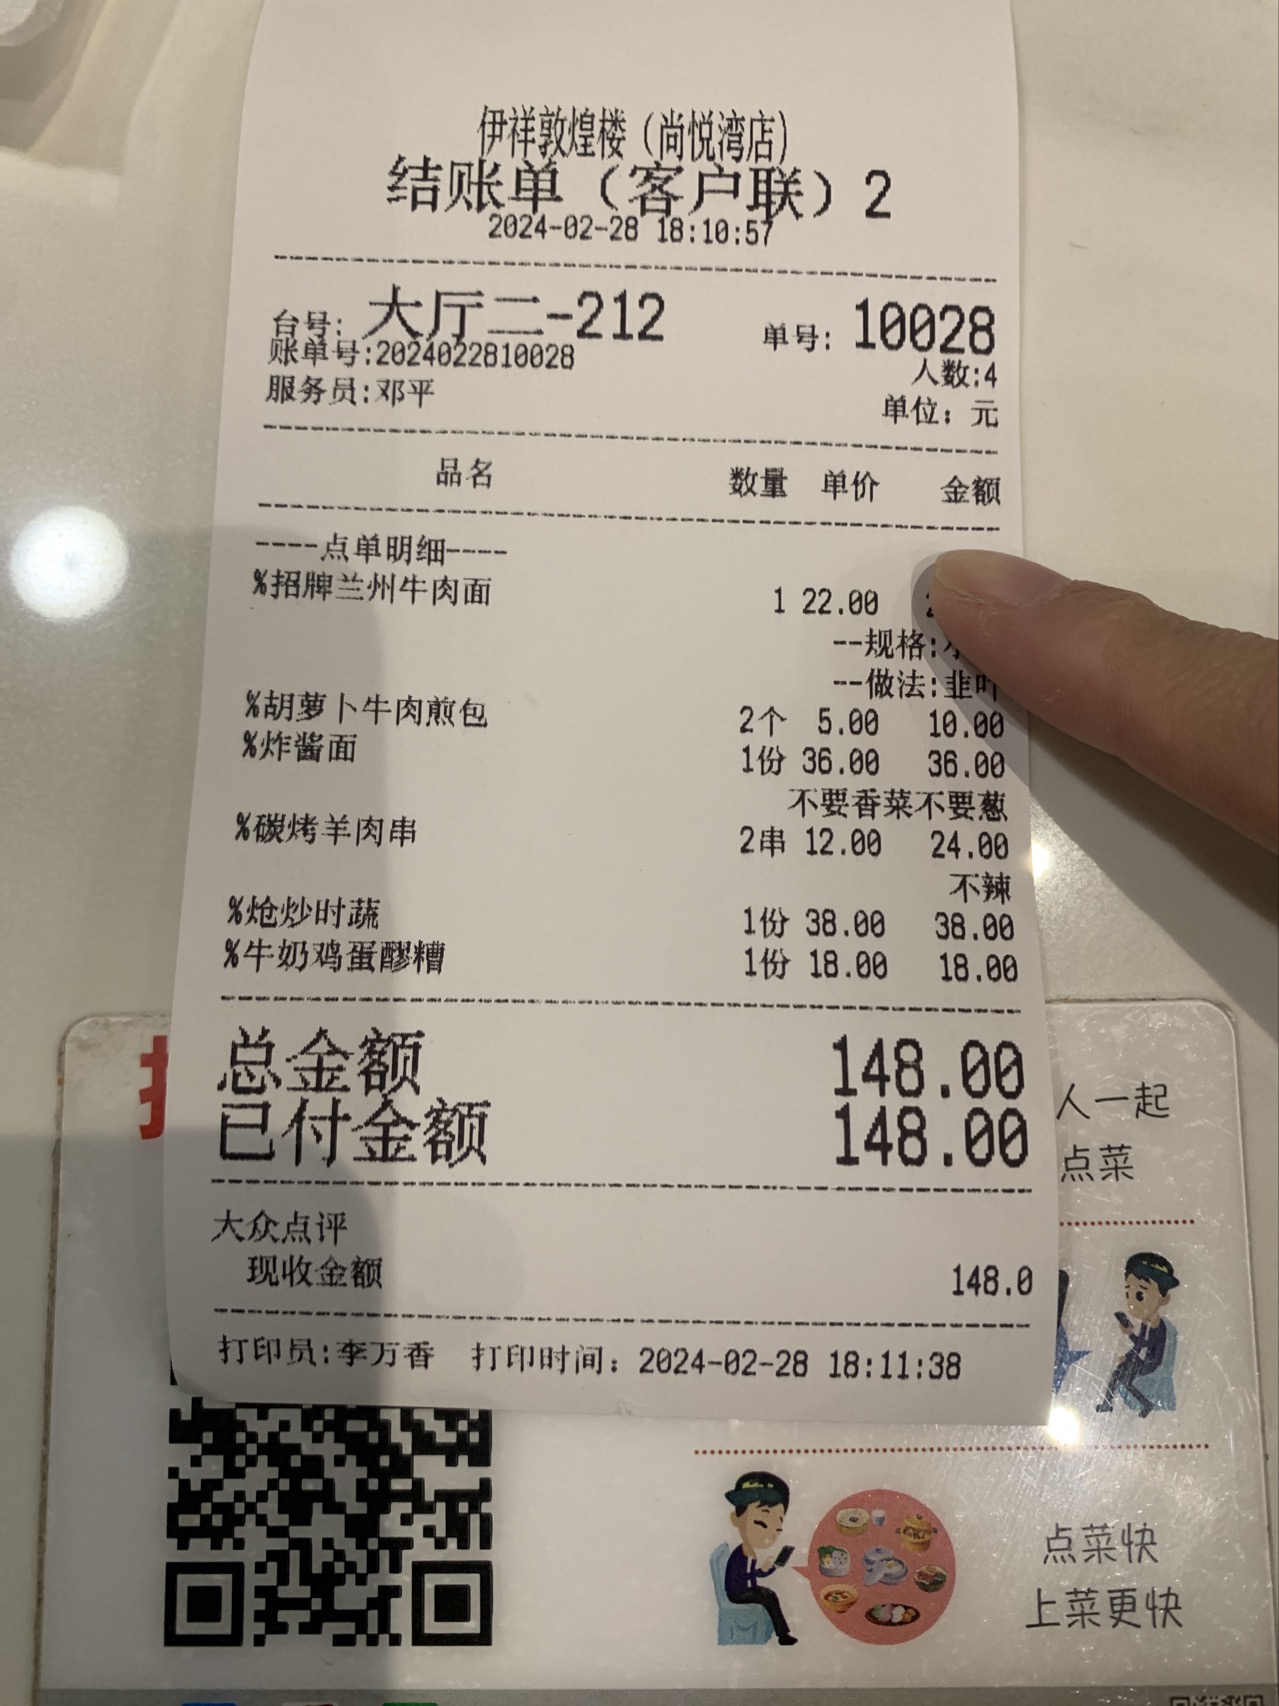 伊祥敦煌楼（尚悦湾店）
结账单（客户联）2
2024-02-28 18:10:57
台号: 大厅二-212 单号: 10028
账单号:2024022810028
人数:4
服务员:邓平
单位：元
品名 数量 单价 金额
----点单明细----
%招牌兰州牛肉面 1 22.00
--规格:
--做法:韭叶
%胡萝卜牛肉煎包 2个 5.00 10.00
%炸酱面 1份 36.00 36.00
不要香菜不要葱
%碳烤羊肉串 2串 12.00 24.00
不辣
%炝炒时蔬 1份 38.00 38.00
%牛奶鸡蛋醪糟 1份 18.00 18.00
总金额 148.00
已付金额 148.00
大众点评
现收金额 148.0
打印员:李万香 打印时间：2024-02-28 18:11:38
人一起
点菜
点菜快
上菜更快